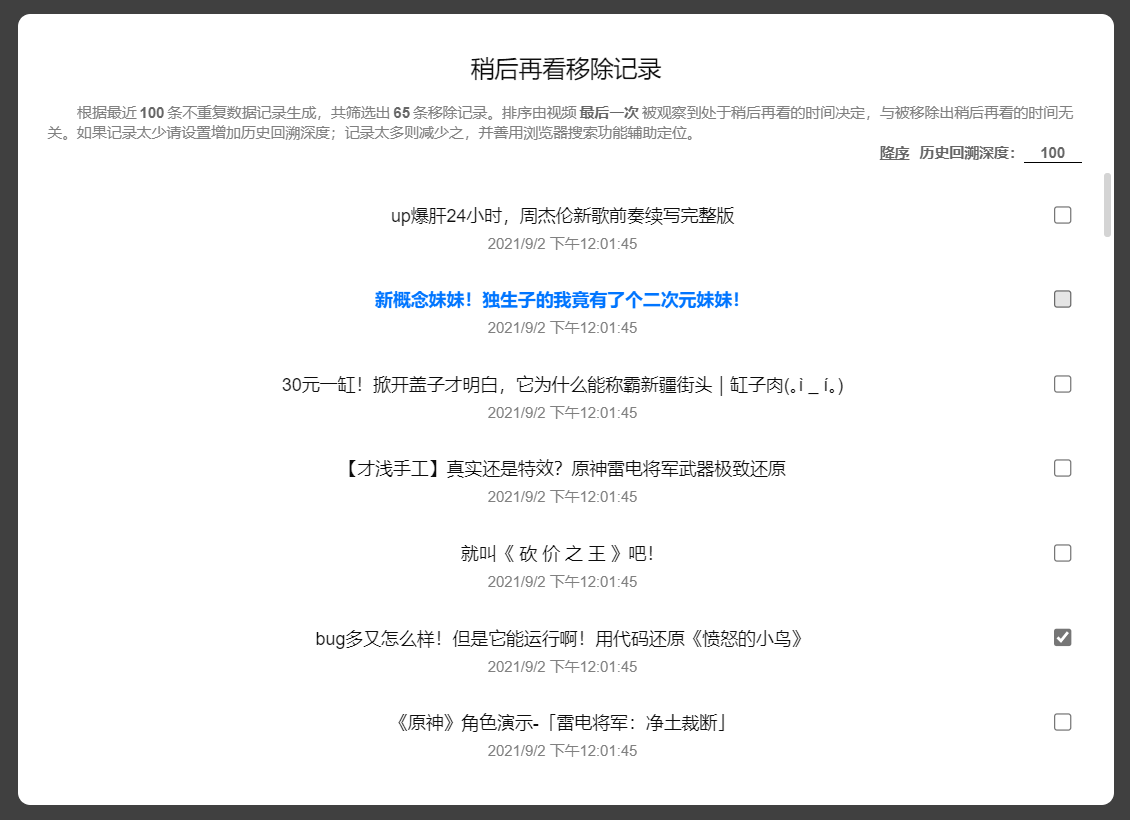 稍后再看移除记录
根据最近 100 条不重复数据记录生成，共筛选出 65 条移除记录。排序由视频 最后一次 被观察到处于稍后再看的时间决定，与被移除出稍后再看的时间无
关。如果记录太少请设置增加历史回溯深度；记录太多则减少之，并善用浏览器搜索功能辅助定位。
降序 历史回溯深度： 100
up爆肝24小时，周杰伦新歌前奏续写完整版
2021/9/2 下午12:01:45
新概念妹妹！独生子的我竟有了个二次元妹妹！
2021/9/2 下午12:01:45
30元一缸！掀开盖子才明白，它为什么能称霸新疆街头｜缸子肉(｡ì _ í｡)
2021/9/2 下午12:01:45
【才浅手工】真实还是特效？原神雷电将军武器极致还原
2021/9/2 下午12:01:45
就叫《 砍 价 之 王 》吧！
2021/9/2 下午12:01:45
bug多又怎么样！但是它能运行啊！用代码还原《愤怒的小鸟》
2021/9/2 下午12:01:45
《原神》角色演示-「雷电将军：净土裁断」
2021/9/2 下午12:01:45